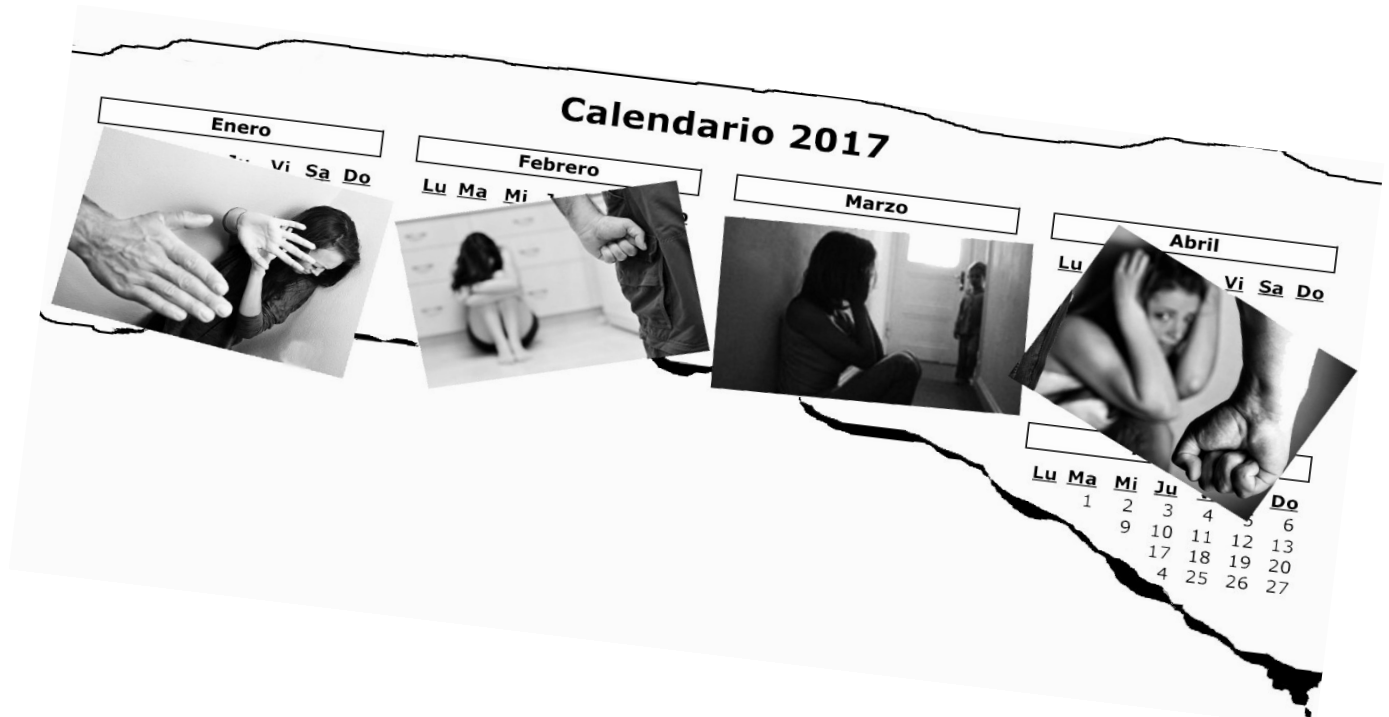 Calendario 2017
Enero
Vi Sa Do
Febrero
Lu Ma Mi
Marzo
Abril
Lu Vi Sa Do
Lu Ma Mi Ju Do
1 2 3 4 5 6
9 10 11 12 13
17 18 19 20
4 25 26 27